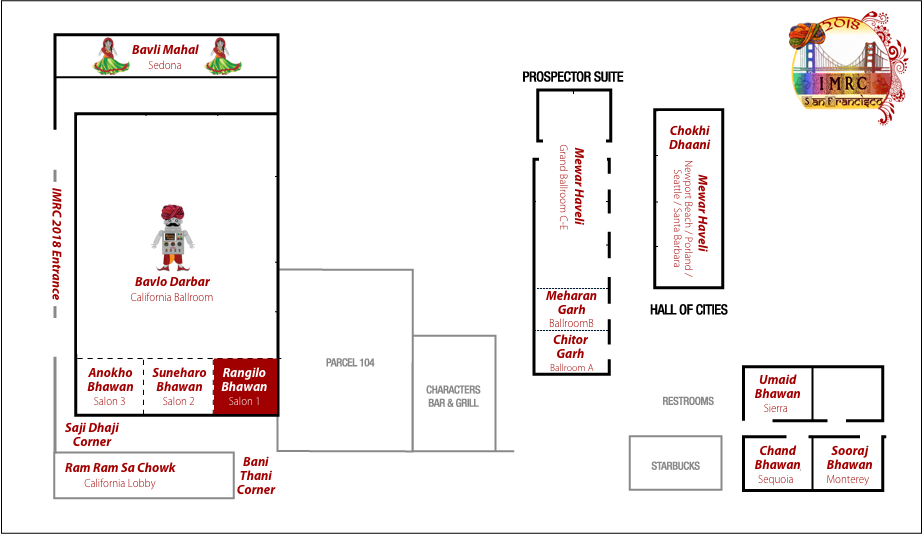 2018
IMRC
San Francisco
Bavli Mahal
Sedona
PROSPECTOR SUITE
Mewar Haveli
Grand Ballroom C-E
Chokhi
Dhaani
Mewar Haveli
Newport Beach / Porland /
Seattle / Santa Barbara
IMRC 2018 Entrance
Bavlo Darbar
California Ballroom
Meharan
Garh
BallroomB
HALL OF CITIES
Chitor
Garh
Ballroom A
PARCEL 104
Anokho
Bhawan
Salon 3
Suneharo
Bhawan
Salon 2
Rangilo
Bhawan
Salon 1
CHARACTERS
BAR & GRILL
RESTROOMS
Umaid
Bhawan
Sierra
Saji Dhaji
Corner
Ram Ram Sa Chowk
California Lobby
Bani
Thani
Corner
STARBUCKS
Chand
Bhawan
Sequoia
Sooraj
Bhawan
Monterey